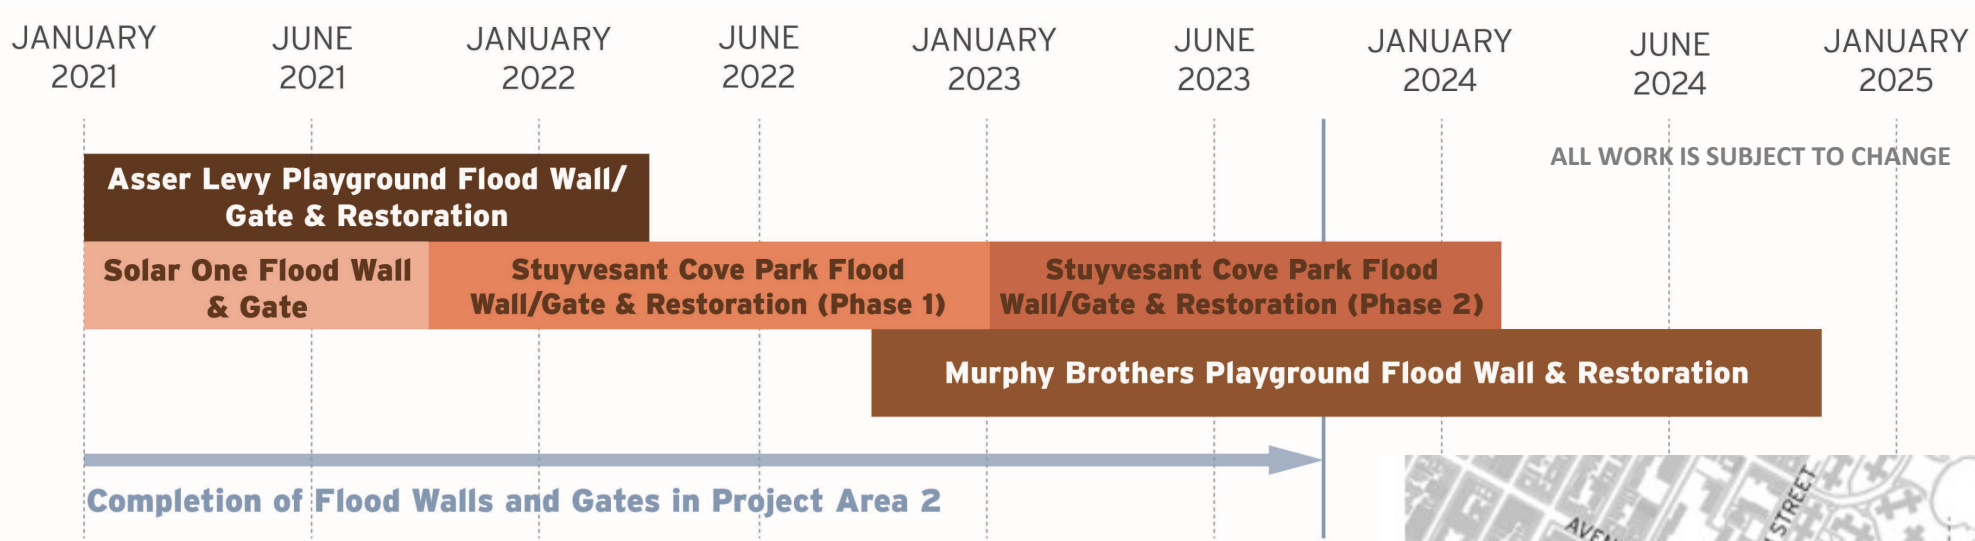 JANUARY
2021
JUNE
2021
JANUARY
2022
JUNE
2022
JANUARY
2023
JUNE
2023
JANUARY
2024
JUNE
2024
JANUARY
2025
ALL WORK IS SUBJECT TO CHANGE
Asser Levy Playground Flood Wall/
Gate & Restoration
Solar One Flood Wall
& Gate
Stuyvesant Cove Park Flood
Wall/Gate & Restoration (Phase 1)
Stuyvesant Cove Park Flood
Wall/Gate & Restoration (Phase 2)
Murphy Brothers Playground Flood Wall & Restoration
Completion of Flood Walls and Gates in Project Area 2
STREET